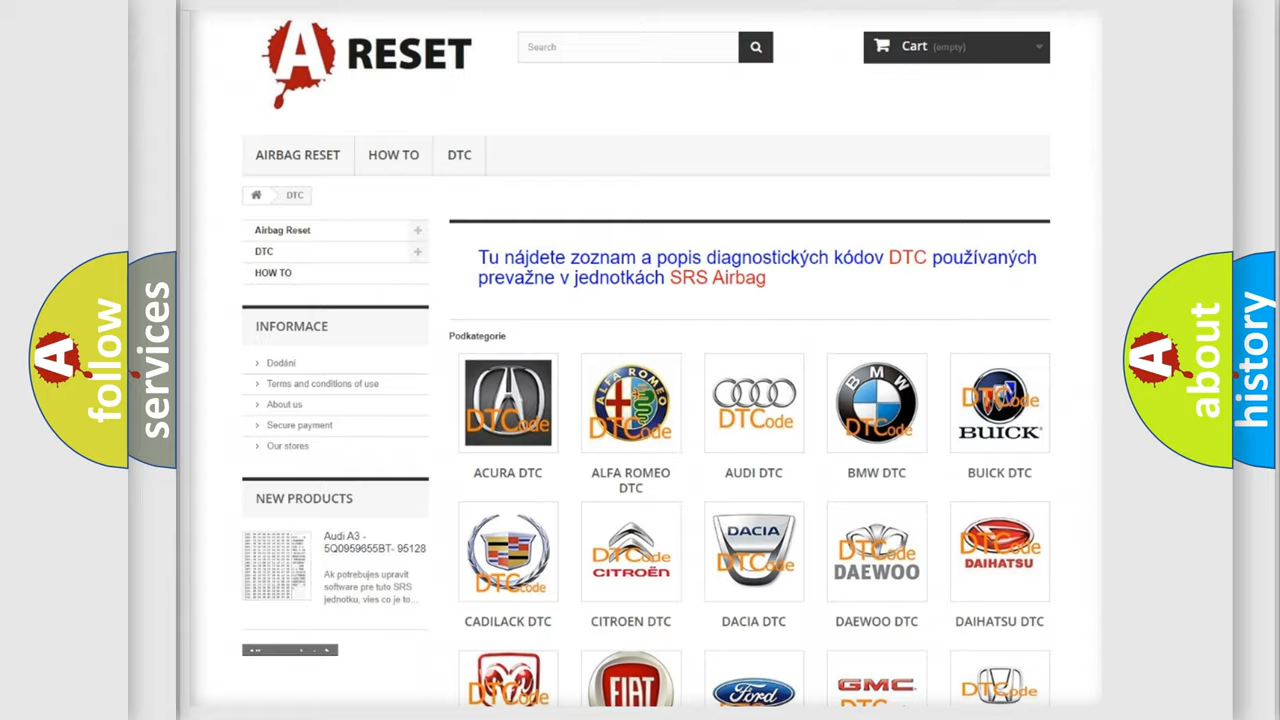 A RESET
Search
Cart (empty)
AIRBAG RESET
HOW TO
DTC
DTC
Airbag Reset
DTC
HOW TO
Tu nájdete zoznam a popis diagnostických kódov DTC používaných
prevažne v jednotkách SRS Airbag
INFORMACE
Podkategorie
Dodání
Terms and conditions of use
About us
Secure payment
Our stores
NEW PRODUCTS
Audi A3 -
5Q0959655BT- 95128
Ak potrebujes upravit
software pre tuto SRS
jednotku, vies co je to...
DTCode
ALFA ROMEO
DTCode
DTCode
BMW
DTCode
DTCode
BUICK
ACURA DTC
ALFA ROMEO
DTC
AUDI DTC
BMW DTC
BUICK DTC
DTCode
DTCode
CITROËN
DACIA
DTCode
DTCode
DAEWOO
DTCode
DAIHATSU
CADILACK DTC
CITROEN DTC
DACIA DTC
DAEWOO DTC
DAIHATSU DTC
DTCode
FIAT
Ford
GMC
DTCode
A follow
services
A about
history